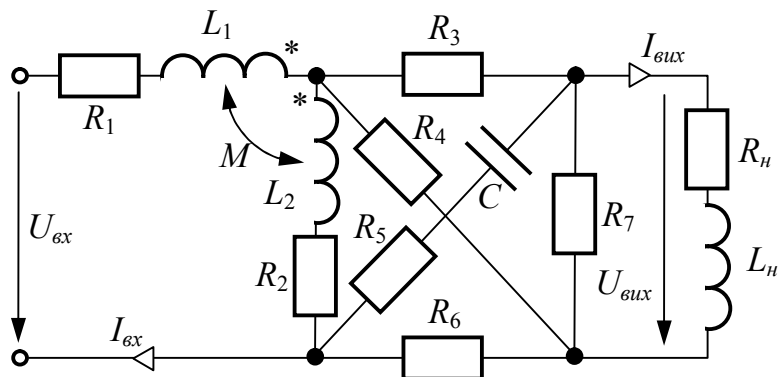 L₁
*
R₃
Iвих
R₁
*
R₄
M
Rн
L₂
C
Uвх
R₅
R₇
R₂
Uвих
Lн
R₆
Iвх